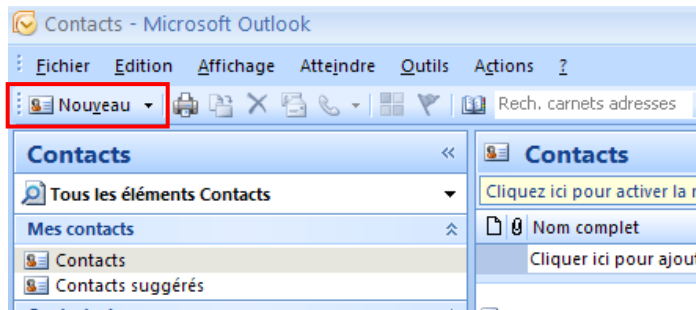 Contacts - Microsoft Outlook
Fichier Edition Affichage Atteindre Outils Actions ?
Nouveau Rech. carnets adresses
Contacts « Contacts
Tous les éléments Contacts Cliquez ici pour activer la
Mes contacts Nom complet
Contacts Cliquer ici pour
Contacts suggérés